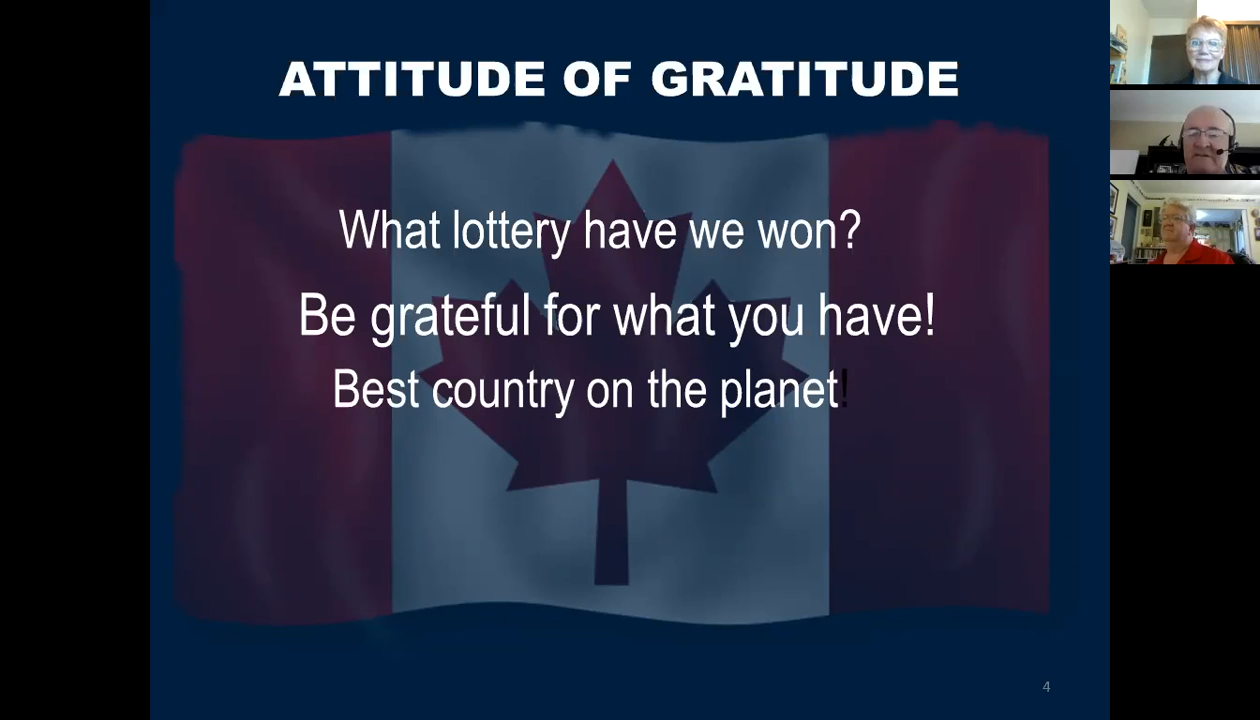 ATTITUDE OF GRATITUDE
What lottery have we won?
Be grateful for what you have!
Best country on the planet!
4